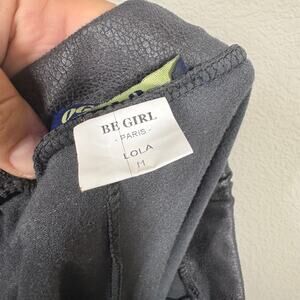 BE GIRL
- PARIS -
LOLA
M